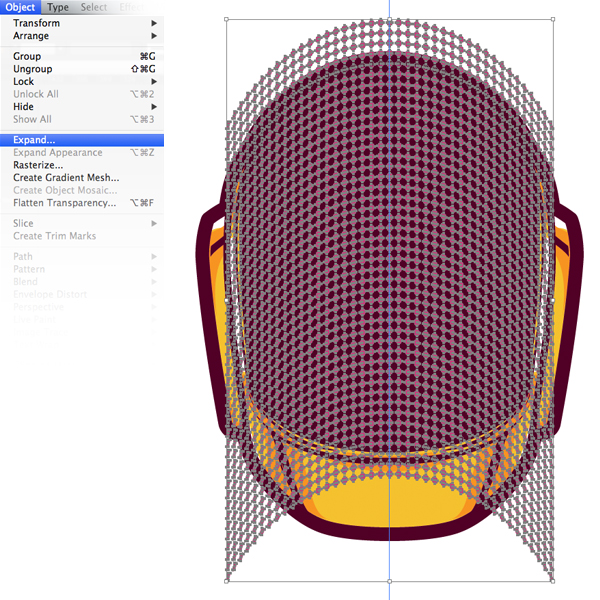 Object Type Select
Transform
Arrange
Group ⌘G
Ungroup ⇧⌘G
Lock
Unlock All ⌥⌘2
Hide
Show All ⌥⌘3
Expand...
Expand Appearance ⌥⌘Z
Rasterize...
Create Gradient Mesh...
Create Object Mosaic...
Flatten Transparency... ⌥⌘F
Slice
Create Trim Marks
Path
Pattern
Blend
Envelope Distort
Perspective